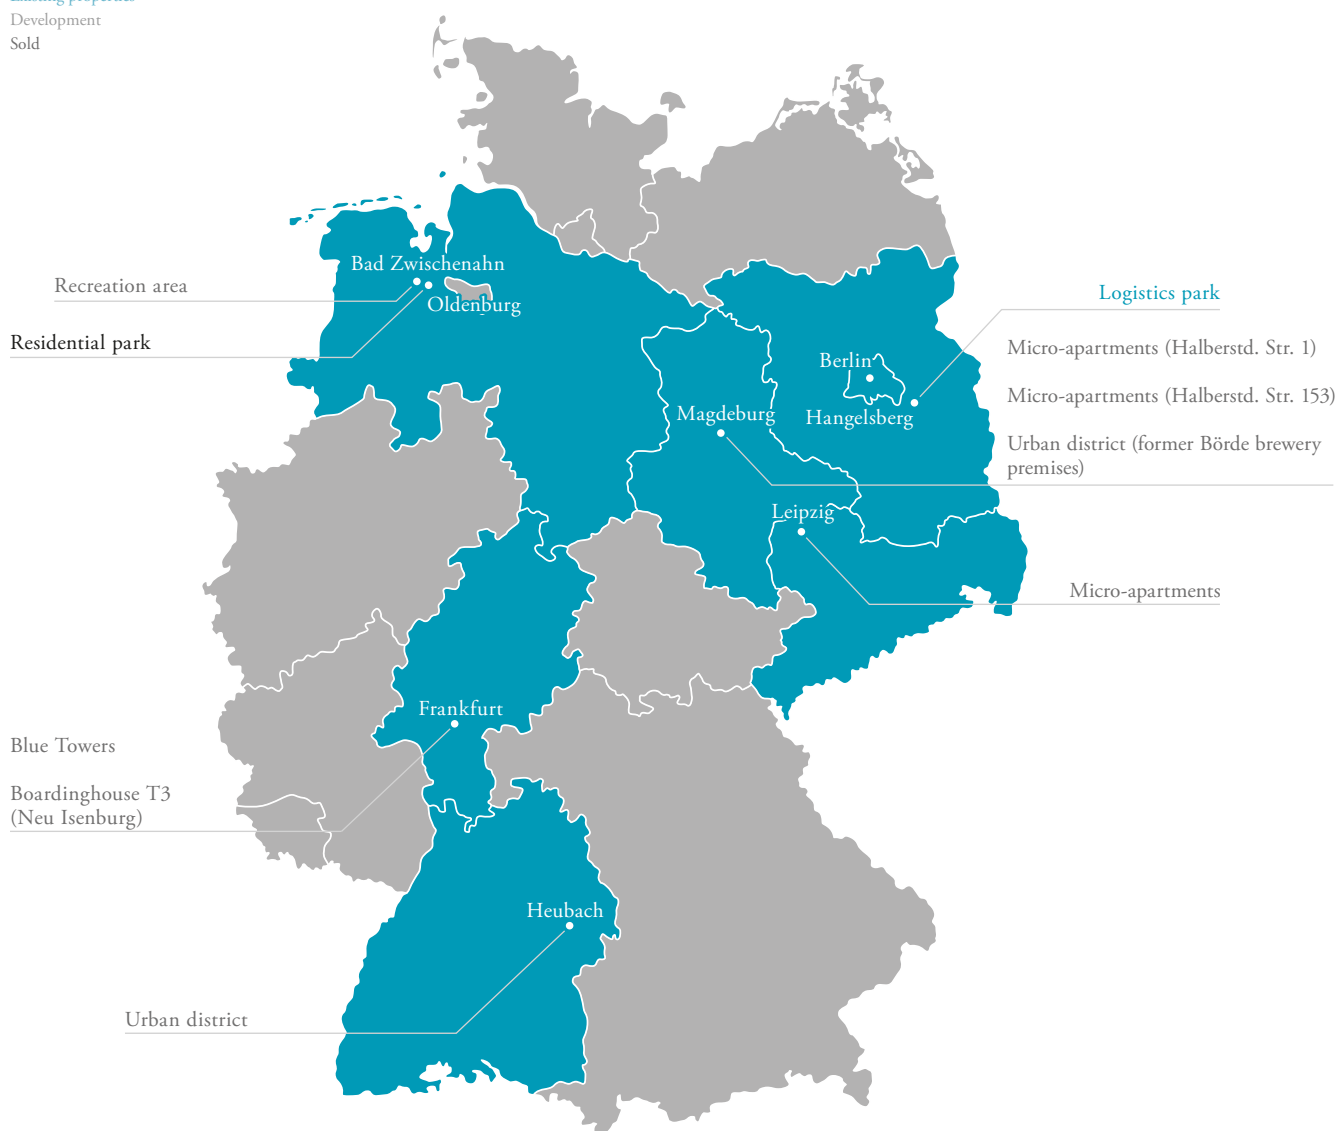 Existing properties
Development
Sold
Bad Zwischenahn
Recreation area
Oldenburg
Logistics park
Residential park
Micro-apartments (Halberstd. Str. 1)
Berlin
Micro-apartments (Halberstd. Str. 153)
Magdeburg
Hangelsberg
Urban district (former Börde brewery
premises)
Leipzig
Micro-apartments
Frankfurt
Blue Towers
Boardinghouse T3
(Neu Isenburg)
Heubach
Urban district